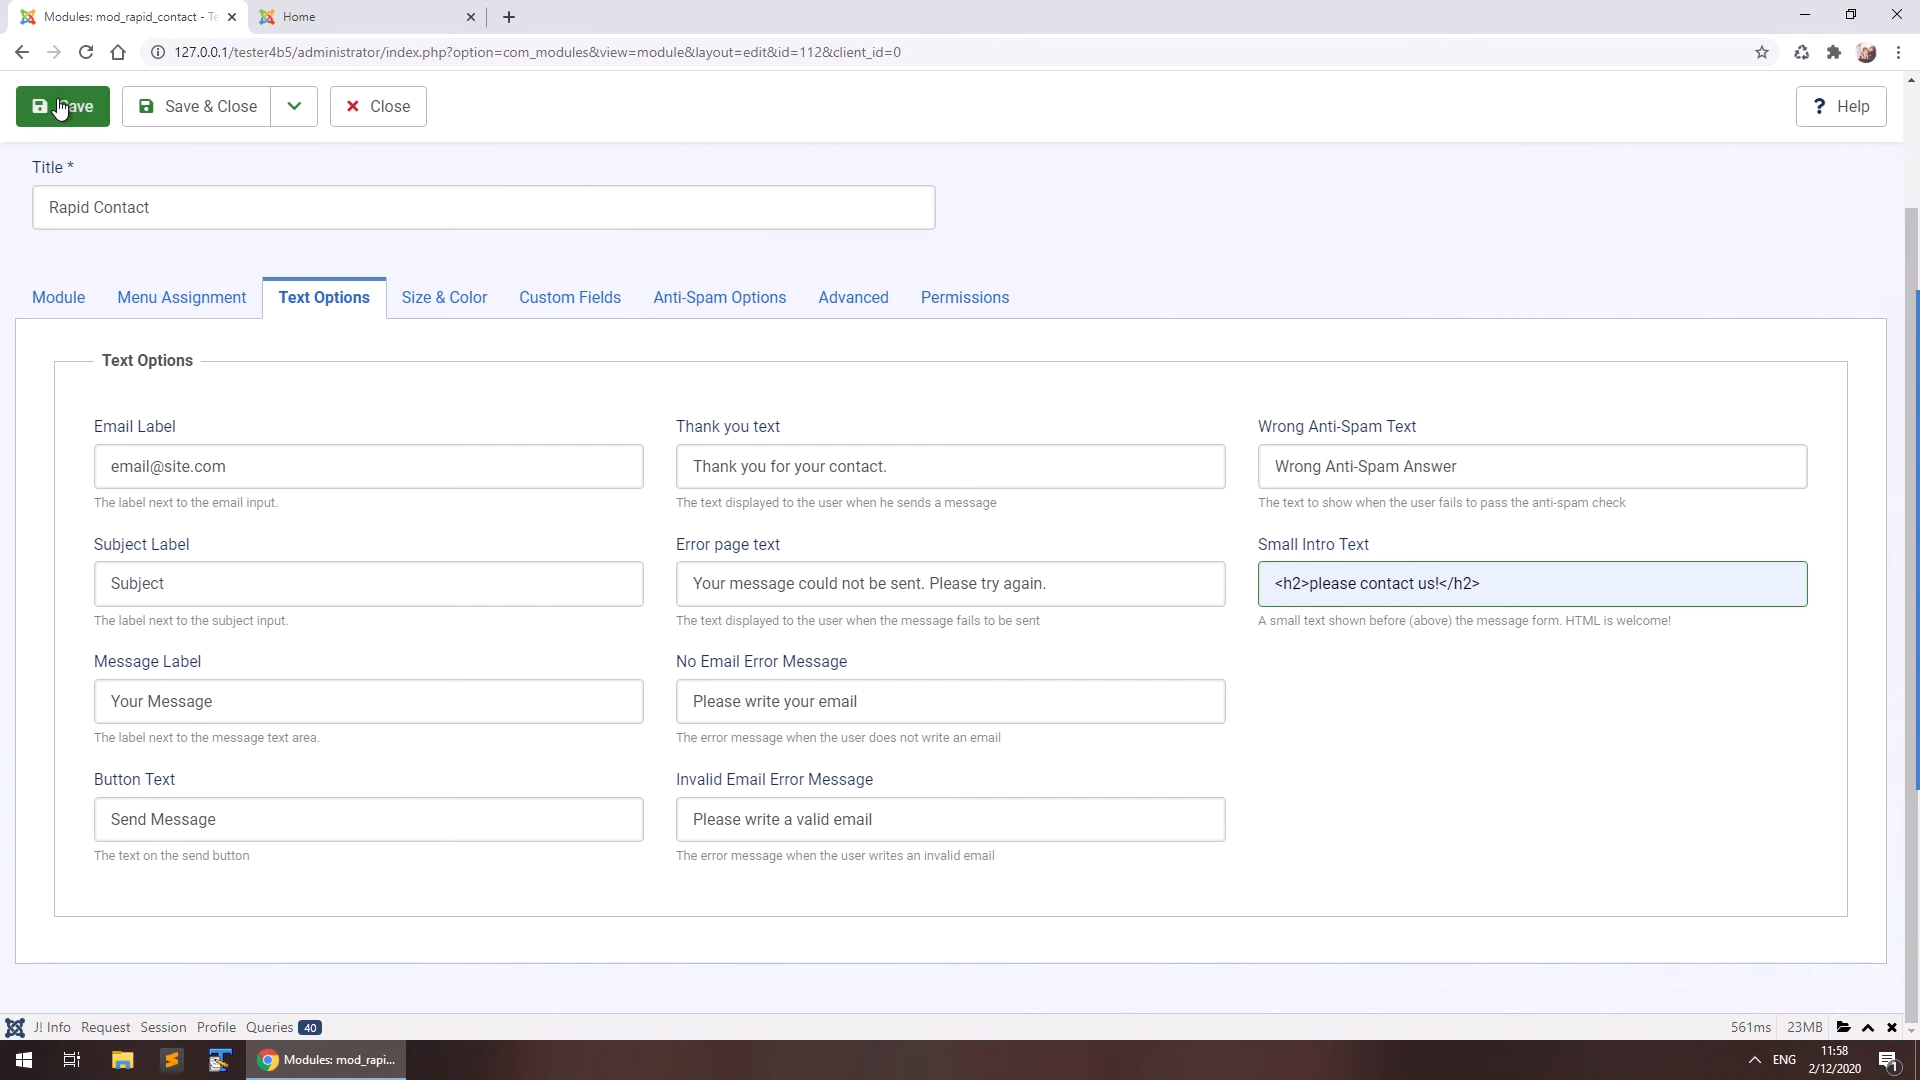 Modules: mod_rapid_contact - Te
Home
127.0.0.1/tester4b5/administrator/index.php?option=com_modules&view=module&layout=edit&id=112&client_id=0
Save
Save & Close
Close
? Help
Title *
Rapid Contact
Module
Menu Assignment
Text Options
Size & Color
Custom Fields
Anti-Spam Options
Advanced
Permissions
Text Options
Email Label
Thank you text
Wrong Anti-Spam Text
email@site.com
Thank you for your contact.
Wrong Anti-Spam Answer
The label next to the email input.
The text displayed to the user when he sends a message
The text to show when the user fails to pass the anti-spam check
Subject Label
Error page text
Small Intro Text
Subject
Your message could not be sent. Please try again.
<h2>please contact us!</h2>
The label next to the subject input.
The text displayed to the user when the message fails to be sent
A small text shown before (above) the message form. HTML is welcome!
Message Label
No Email Error Message
Your Message
Please write your email
The label next to the message text area.
The error message when the user does not write an email
Button Text
Invalid Email Error Message
Send Message
Please write a valid email
The text on the send button
The error message when the user writes an invalid email
J! Info
Request
Session
Profile
Queries 40
561ms
23MB
Modules: mod_rapi...
ENG
11:58
2/12/2020
1